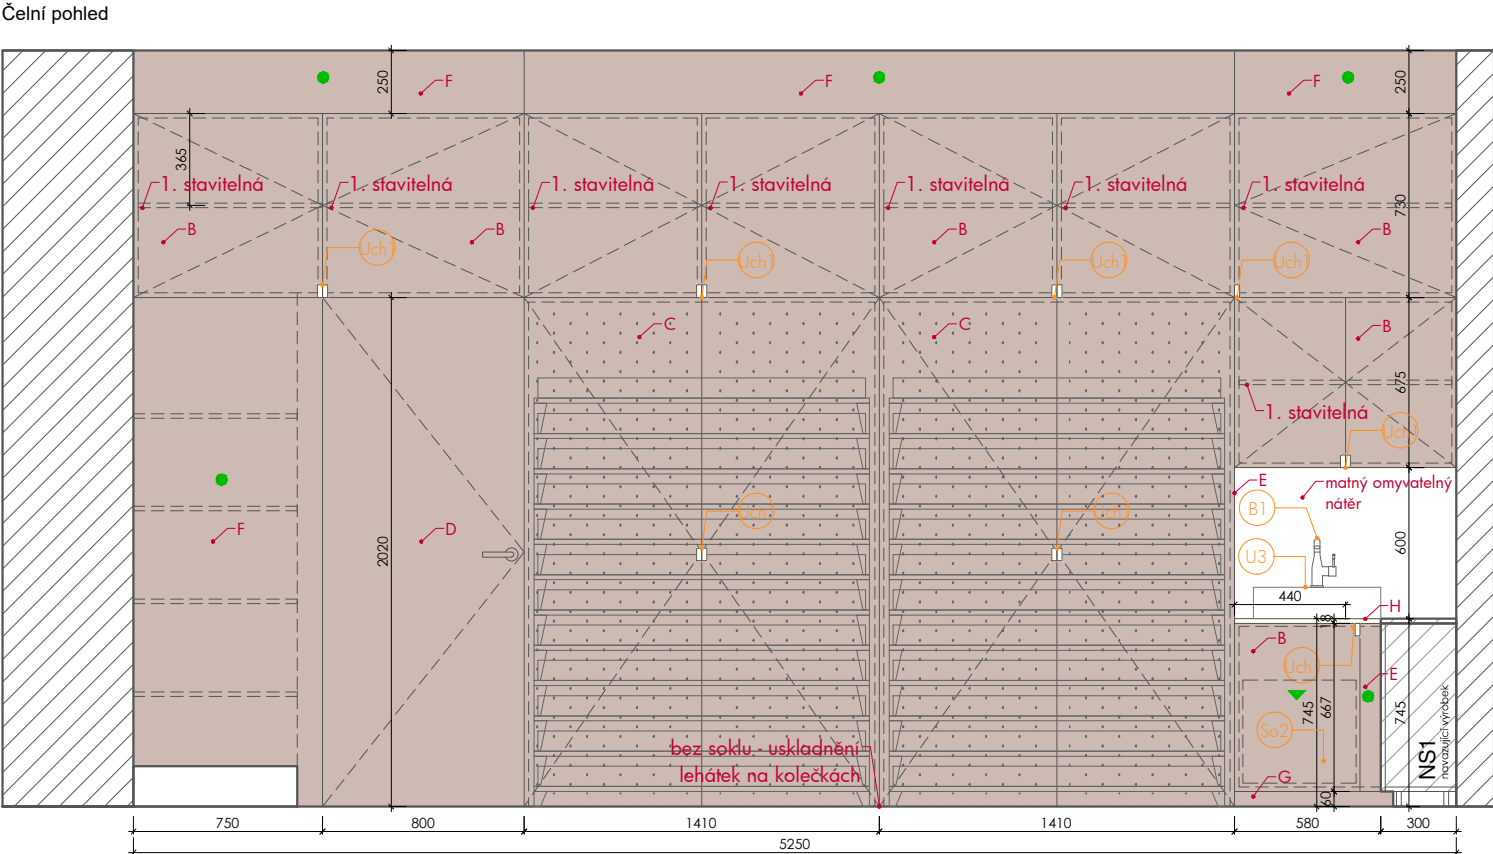 Čelní pohled
250 F F F 250
365
1. stavitelná 1. stavitelná 1. stavitelná 1. stavitelná 1. stavitelná 1. stavitelná 1. stavitelná
730
B B B B
Uch1 Uch1 Uch1 Uch1
C C B
675
1. stavitelná
Uch1
E matný omyvatelný
nátěr
B1
Uch1 Uch1
F D 2020 U3 600
440
H
18
B
Uch1
E
745 667 745
So2
NS1
navazující výrobek
bez soklu - uskladnění
lehátek na kolečkách
G
60
750 800 1410 1410 580 300
5250